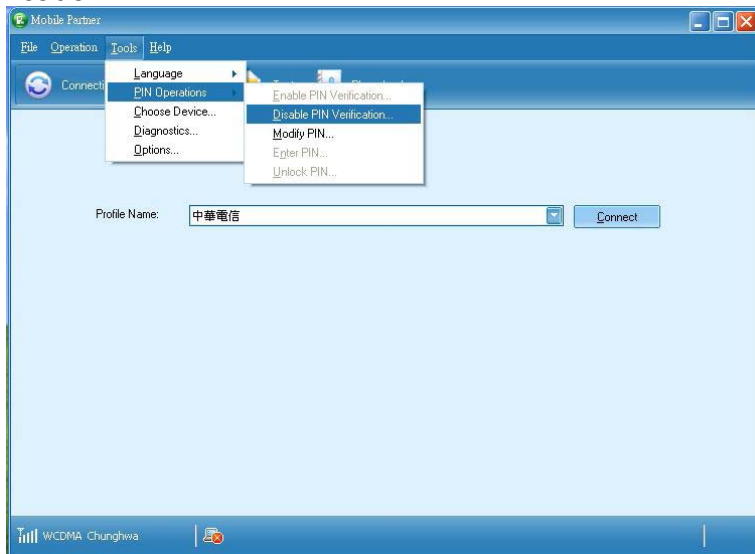 Mobile Partner
File Operation Tools Help
Language
PIN Operations
Choose Device...
Diagnostics...
Options...
Enable PIN Verification...
Disable PIN Verification...
Modify PIN...
Enter PIN...
Unlock PIN...
Profile Name: 中華電信 Connect
WCDMA Chunghwa